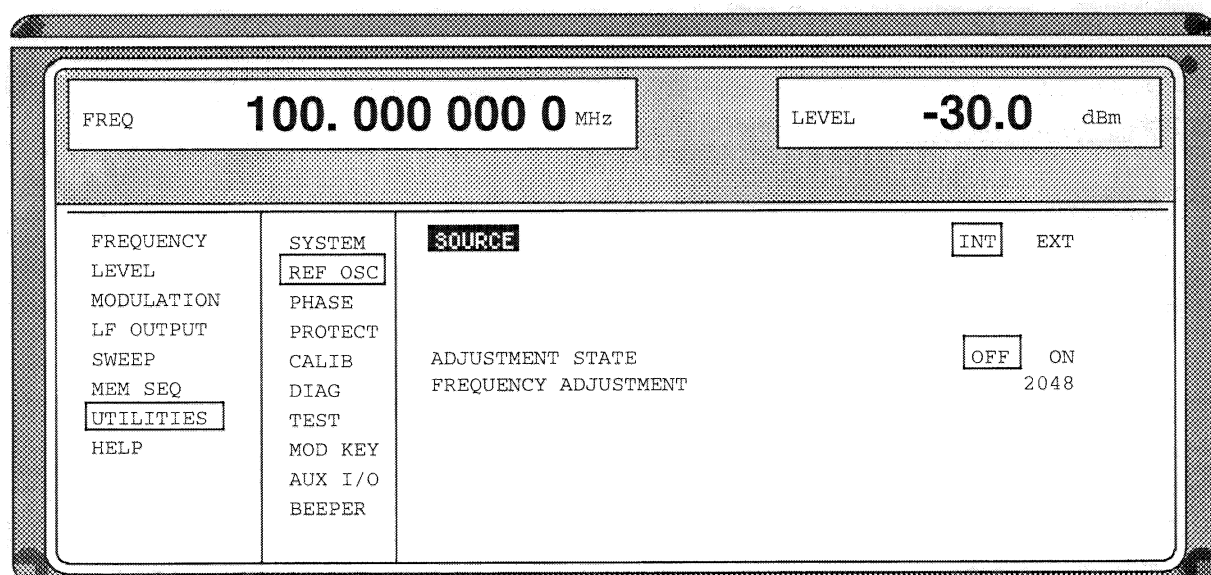 FREQ 100. 000 000 0 MHz
LEVEL -30.0 dBm
FREQUENCY
LEVEL
MODULATION
LF OUTPUT
SWEEP
MEM SEQ
UTILITIES
HELP
SYSTEM
REF OSC
PHASE
PROTECT
CALIB
DIAG
TEST
MOD KEY
AUX I/O
BEEPER
SOURCE INT EXT
ADJUSTMENT STATE OFF ON
FREQUENCY ADJUSTMENT 2048